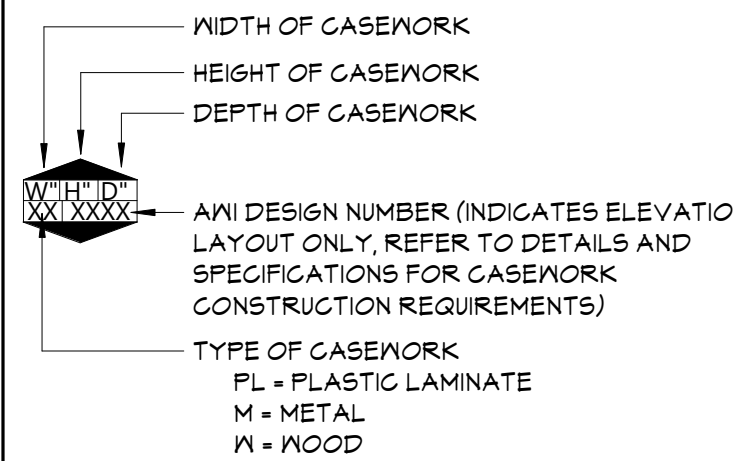 WIDTH OF CASEWORK
HEIGHT OF CASEWORK
DEPTH OF CASEWORK
W" H" D"
XX XXXX
AWI DESIGN NUMBER (INDICATES ELEVATIO
LAYOUT ONLY, REFER TO DETAILS AND
SPECIFICATIONS FOR CASEWORK
CONSTRUCTION REQUIREMENTS)
TYPE OF CASEWORK
PL = PLASTIC LAMINATE
M = METAL
W = WOOD